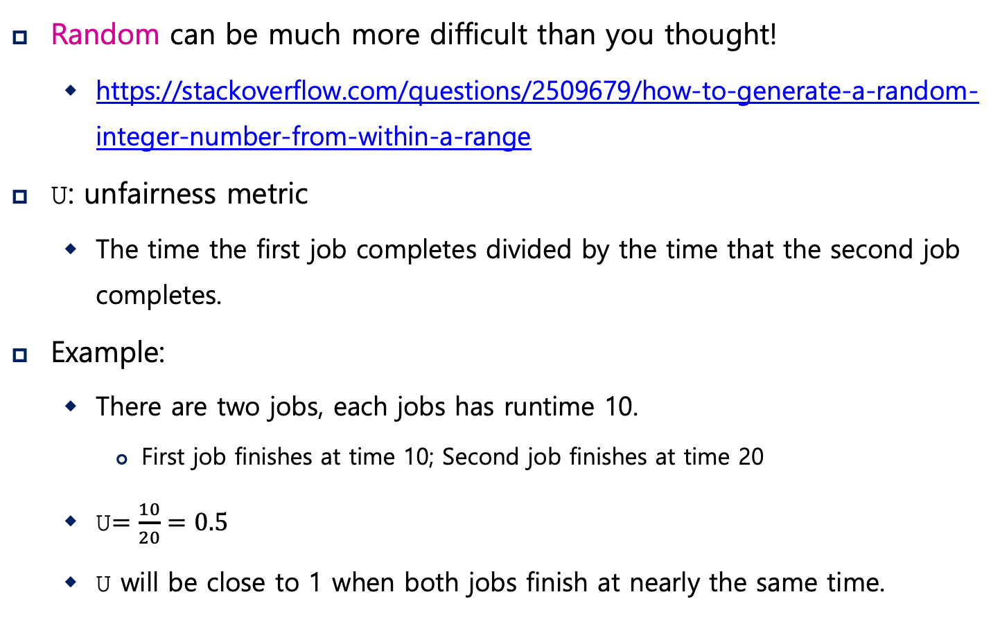 Random can be much more difficult than you thought!
https://stackoverflow.com/questions/2509679/how-to-generate-a-random-
integer-number-from-within-a-range
U: unfairness metric
The time the first job completes divided by the time that the second job
completes.
Example:
There are two jobs, each jobs has runtime 10.
First job finishes at time 10; Second job finishes at time 20
U= 10/20 = 0.5
U will be close to 1 when both jobs finish at nearly the same time.